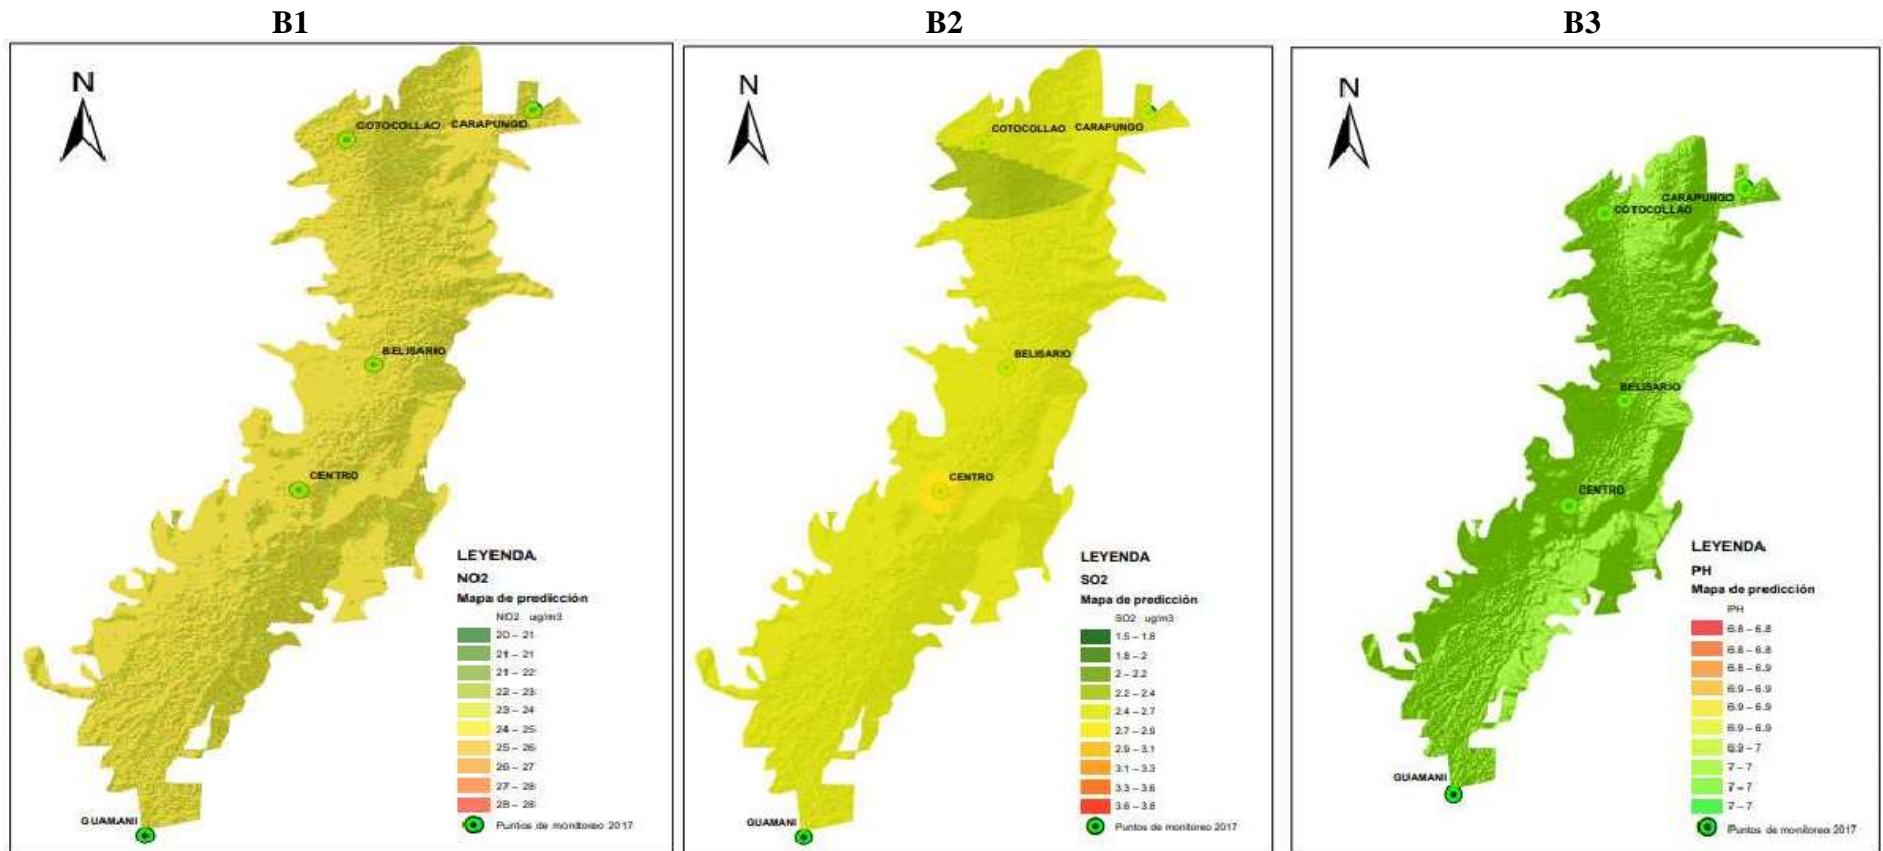 B1
B2
B3
N
COTOCOLLAO
CARAPUNGO
BELISARIO
CENTRO
GUAMANI
LEYENDA
NO2
Mapa de predicción
NO2 ug/m3
20 – 21
21 – 21
21 – 22
22 – 23
23 – 24
24 – 25
25 – 26
26 – 27
27 – 28
28 – 28
Puntos de monitoreo 2017
N
COTOCOLLAO
CARAPUNGO
BELISARIO
CENTRO
GUAMANI
LEYENDA
SO2
Mapa de predicción
SO2 ug/m3
1.5 – 1.8
1.8 – 2
2 – 2.2
2.2 – 2.4
2.4 – 2.7
2.7 – 2.9
2.9 – 3.1
3.1 – 3.3
3.3 – 3.6
3.6 – 3.8
Puntos de monitoreo 2017
N
CARAPUNGO
COTOCOLLAO
BELISARIO
CENTRO
GUAMANI
LEYENDA
PH
Mapa de predicción
PH
6.8 – 6.8
6.8 – 6.8
6.8 – 6.9
6.9 – 6.9
6.9 – 6.9
6.9 – 6.9
6.9 – 7
7 – 7
7 – 7
7 – 7
Puntos de monitoreo 2017